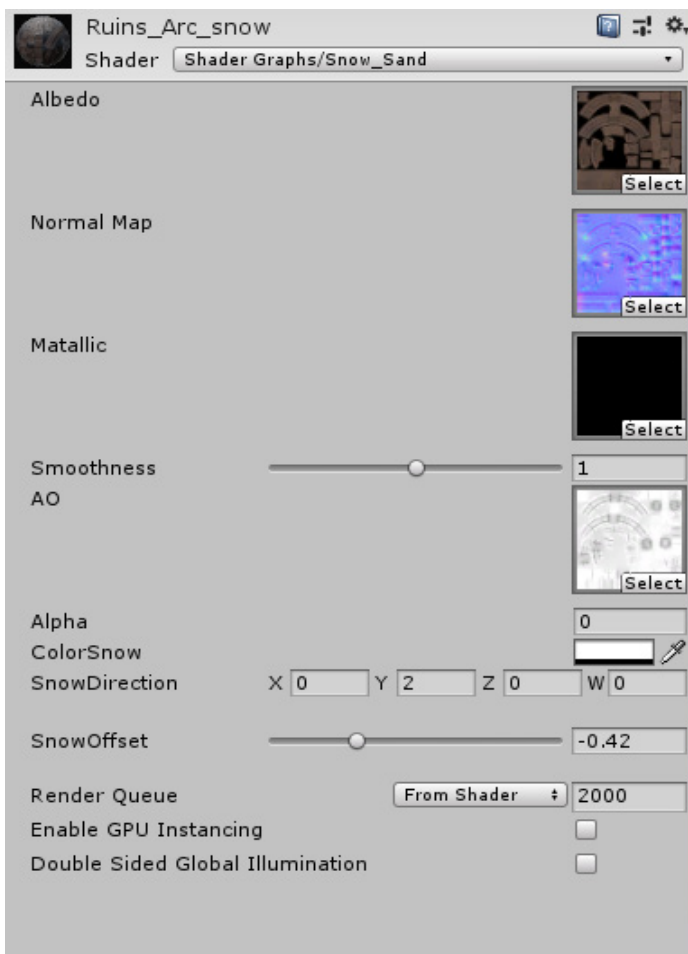 Ruins_Arc_snow
Shader Shader Graphs/Snow_Sand
Albedo
Select
Normal Map
Select
Matallic
Select
Smoothness 1
AO
Select
Alpha 0
ColorSnow
SnowDirection X 0 Y 2 Z 0 W 0
SnowOffset -0.42
Render Queue From Shader 2000
Enable GPU Instancing
Double Sided Global Illumination